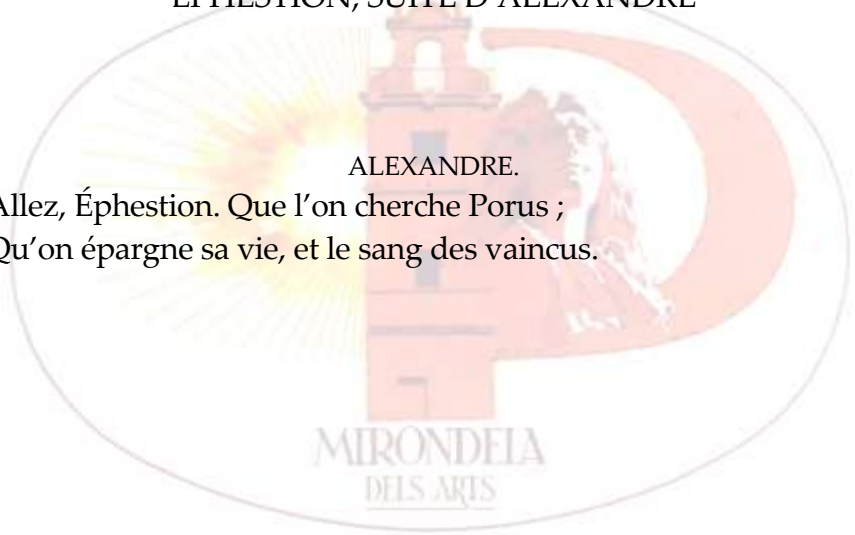 ÉPHESTION, SUITE D’ALEXANDRE
ALEXANDRE.
Allez, Éphestion. Que l’on cherche Porus ;
Qu’on épargne sa vie, et le sang des vaincus.
MIRONDELA
DELS ARTS